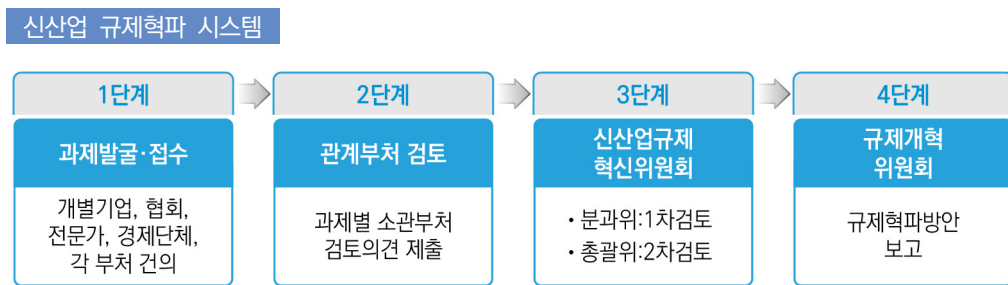 신산업 규제혁파 시스템
1단계
과제발굴·접수
개별기업, 협회,
전문가, 경제단체,
각 부처 건의
2단계
관계부처 검토
과제별 소관부처
검토의견 제출
3단계
신산업규제
혁신위원회
• 분과위:1차검토
• 총괄위:2차검토
4단계
규제개혁
위원회
규제혁파방안
보고